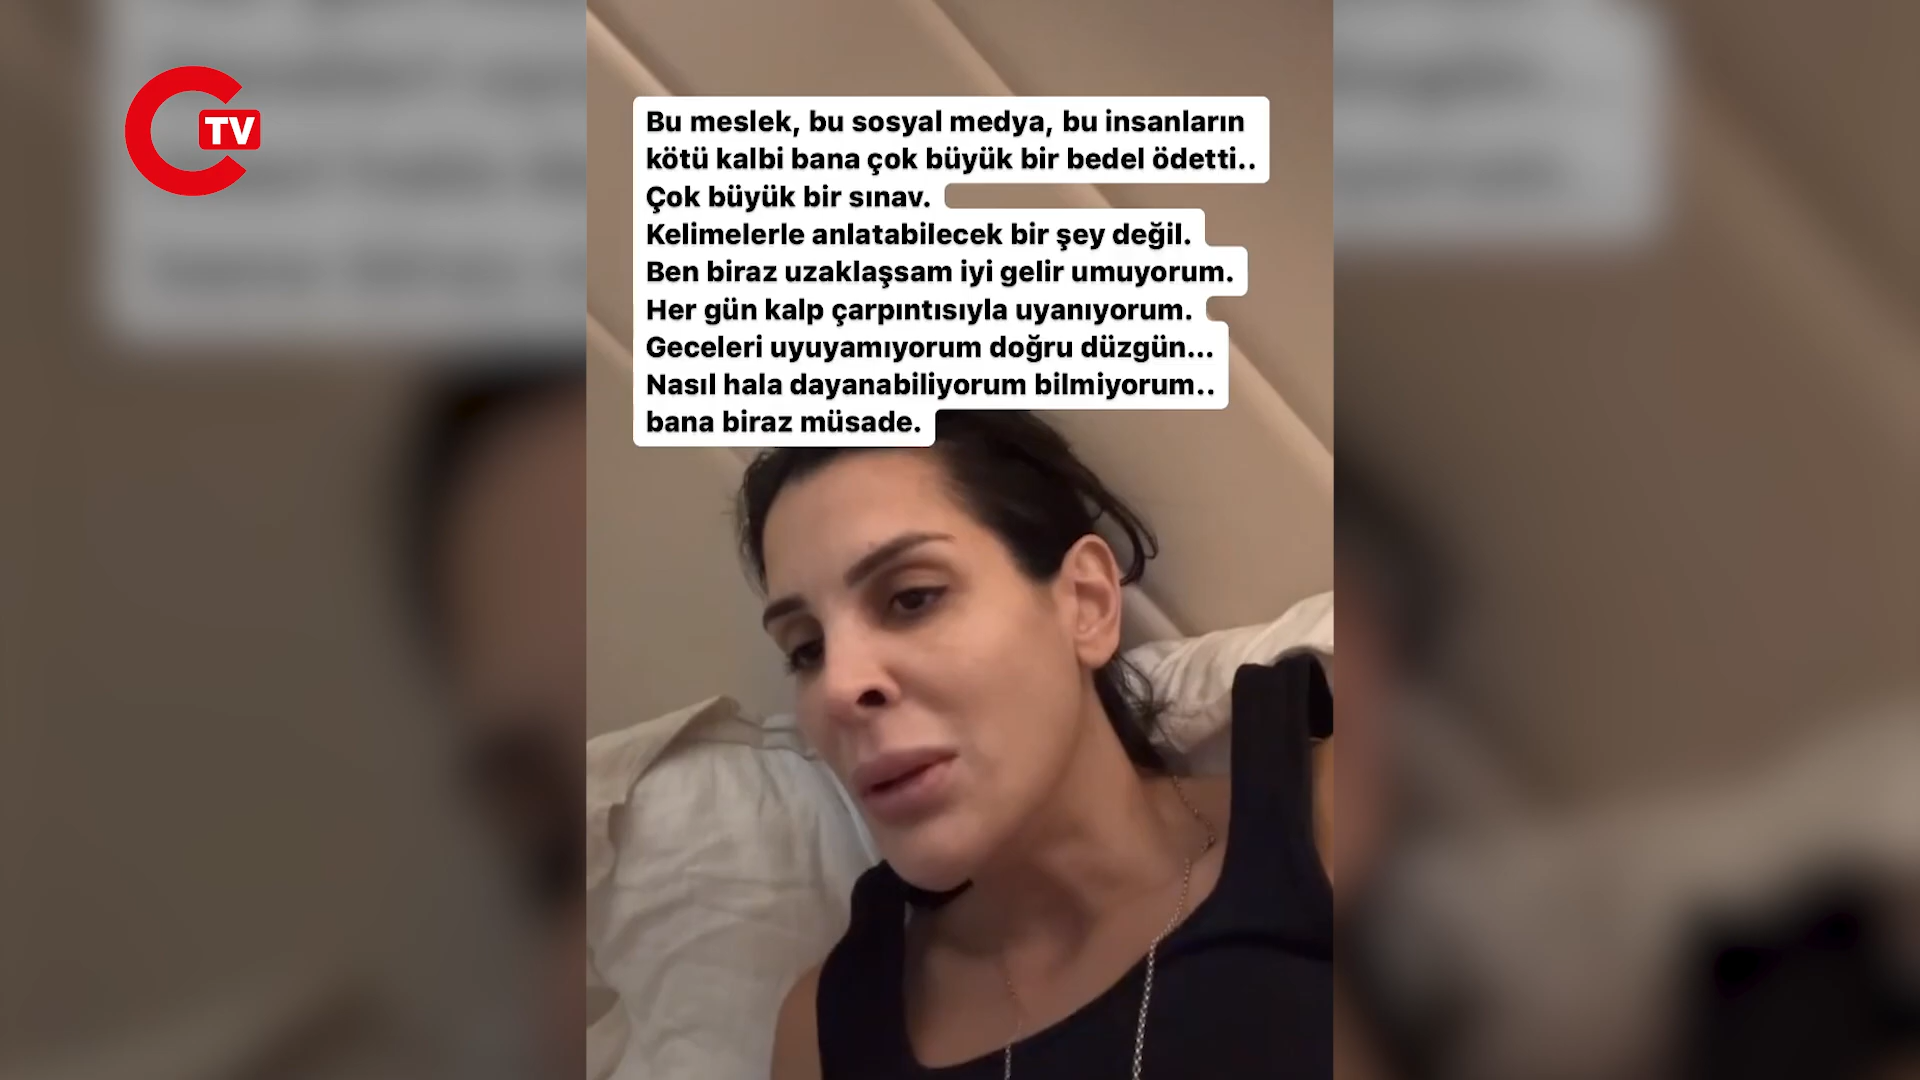 TV
Bu meslek, bu sosyal medya, bu insanların
kötü kalbi bana çok büyük bir bedel ödetti..
Çok büyük bir sınav.
Kelimelerle anlatabilecek bir şey değil.
Ben biraz uzaklaşsam iyi gelir umuyorum.
Her gün kalp çarpıntısıyla uyanıyorum.
Geceleri uyuyamıyorum doğru düzgün...
Nasıl hala dayanabiliyorum bilmiyorum..
bana biraz müsade.